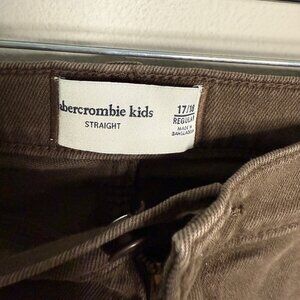 abercrombie kids
STRAIGHT
17/18
REGULAR
MADE IN
BANGLADESH